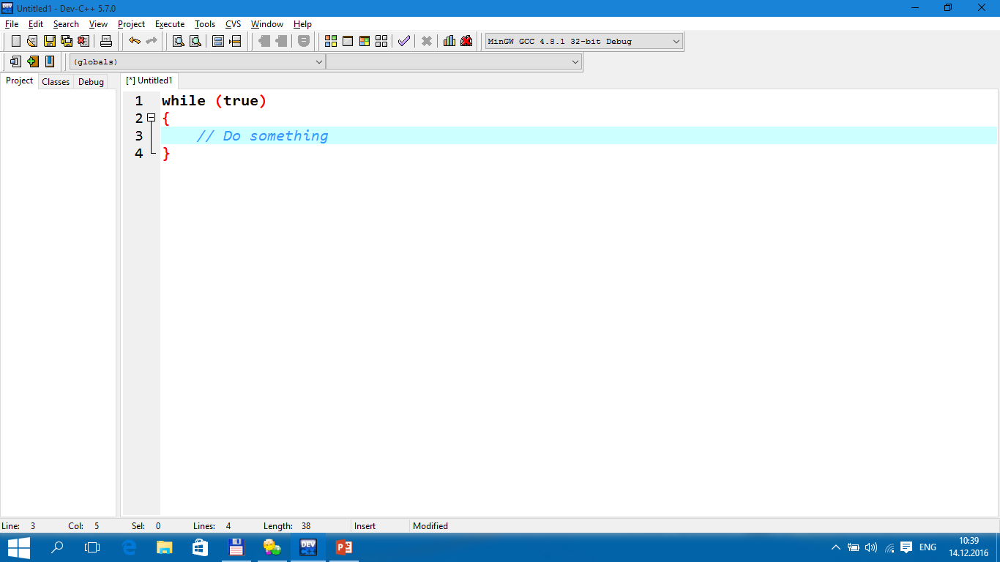 Untitled1 - Dev-C++ 5.7.0
File Edit Search View Project Execute Tools CVS Window Help
MinGW GCC 4.8.1 32-bit Debug
(globals)
Project Classes Debug [*] Untitled1
1 while (true)
2 {
3 // Do something
4 }
Line: 3 Col: 5 Sel: 0 Lines: 4 Length: 38 Insert Modified
DEV C++ P ENG 10:39
14.12.2016